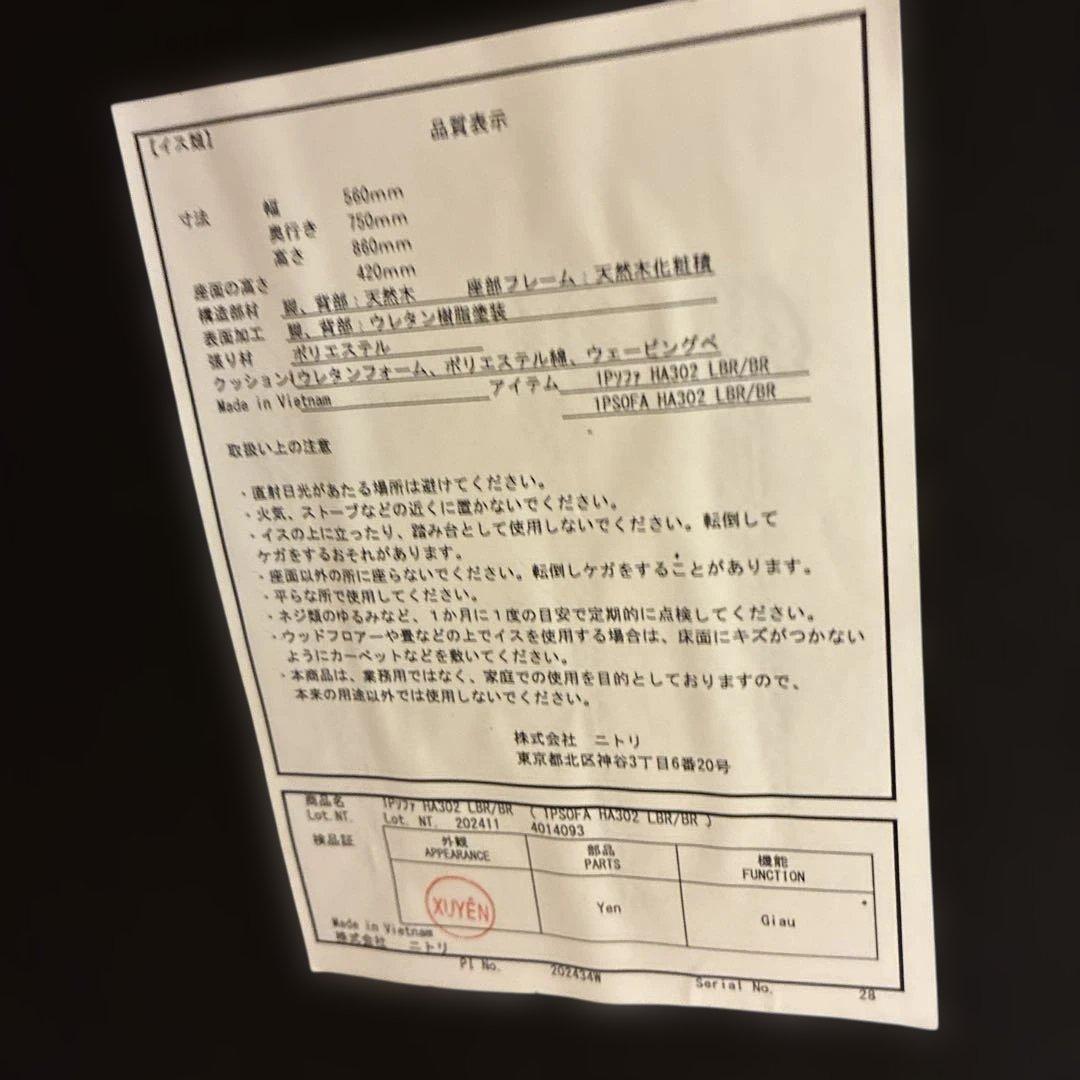 【イス類】
品質表示
寸法 幅 560mm
奥行き 750mm
高さ 860mm
座面の高さ 420mm
構造部材 脚、背部:天然木 座部フレーム:天然木化粧積
表面加工 脚、背部:ウレタン樹脂塗装
張り材 ポリエステル
クッション ウレタンフォーム、ポリエステル綿、ウェービングベ
Made in Vietnam アイテム 1Pソファ HA302 LBR/BR
1PSOFA HA302 LBR/BR
取扱い上の注意
・直射日光があたる場所は避けてください。
・火気、ストーブなどの近くに置かないでください。
・イスの上に立ったり、踏み台として使用しないでください。転倒して
ケガをするおそれがあります。
・座面以外の所に座らないでください。転倒しケガをすることがあります。
・平らな所で使用してください。
・ネジ類のゆるみなど、1か月に1度の目安で定期的に点検してください。
・ウッドフロアーや畳などの上でイスを使用する場合は、床面にキズがつかない
ようにカーペットなどを敷いてください。
・本商品は、業務用ではなく、家庭での使用を目的としておりますので、
本来の用途以外では使用しないでください。
株式会社 ニトリ
東京都北区神谷3丁目6番20号
商品名 1Pソファ HA302 LBR/BR ( 1PSOFA HA302 LBR/BR )
Lot.NT. Lot. NT. 202411 4014093
検品証 外観 部品 機能
APPEARANCE PARTS FUNCTION
XUYÊN Yen Giau
Made in Vietnam
株式会社 ニトリ
PI No. 202434W Serial No. 28